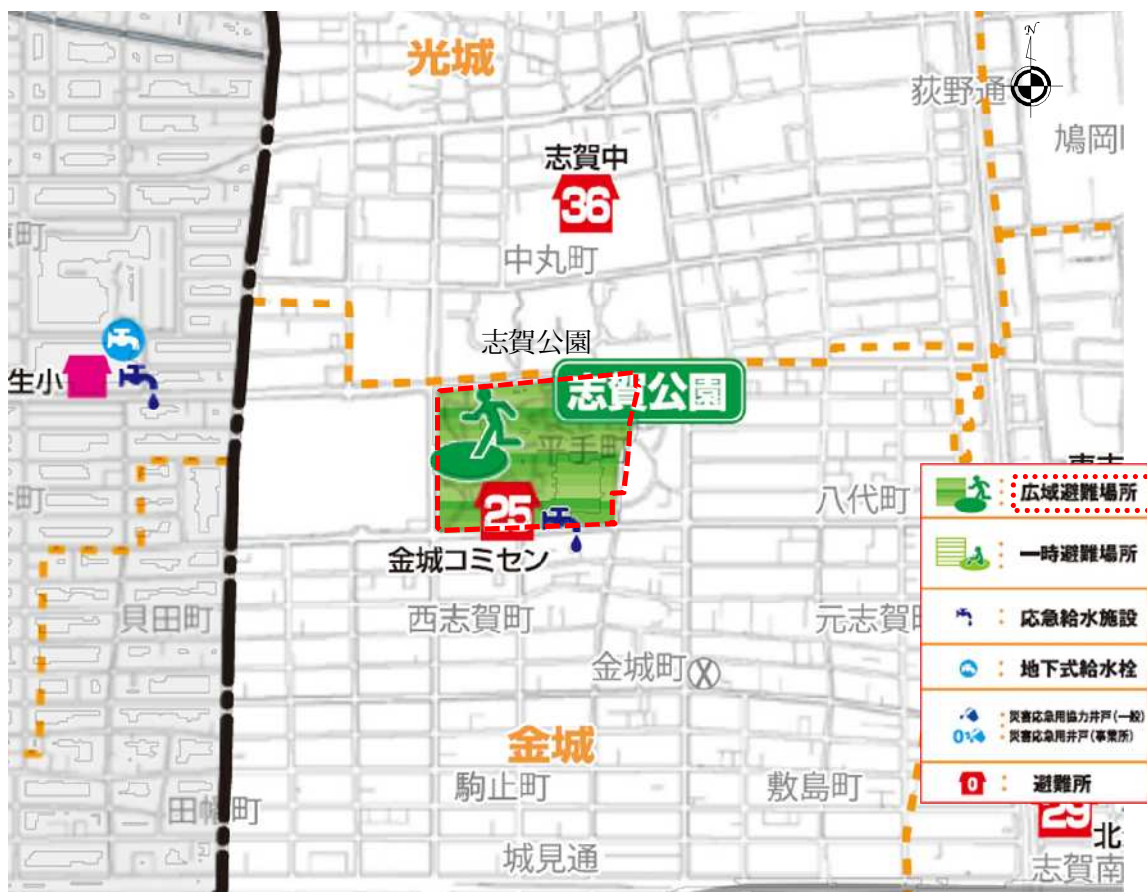 光城
N
荻野通
鳩岡
志賀中
36
中丸町
志賀公園
志賀公園
生小
平手町
25
八代町
金城コミセン
貝田町
西志賀町
元志賀町
金城町
金城
駒止町
敷島町
田幡町
城見通
29
北
志賀南
広域避難場所
一時避難場所
応急給水施設
地下式給水栓
災害応急用協力井戸(一般)
災害応急用井戸(事業所)
0
避難所